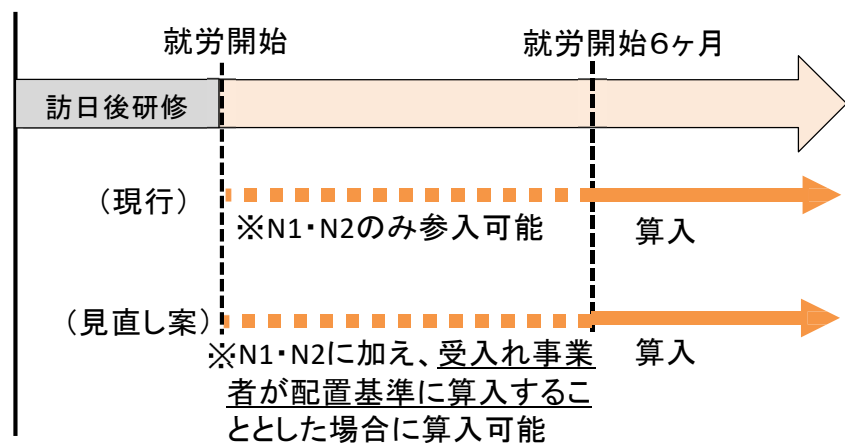 就労開始
就労開始6ヶ月
訪日後研修
（現行）
※N1・N2のみ参入可能
算入
（見直し案）
※N1・N2に加え、受入れ事業
者が配置基準に算入するこ
ととした場合に算入可能
算入